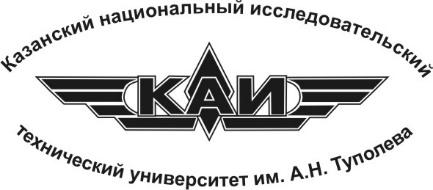 Казанский национальный исследовательский
КАИ
технический университет им. А.Н. Туполева